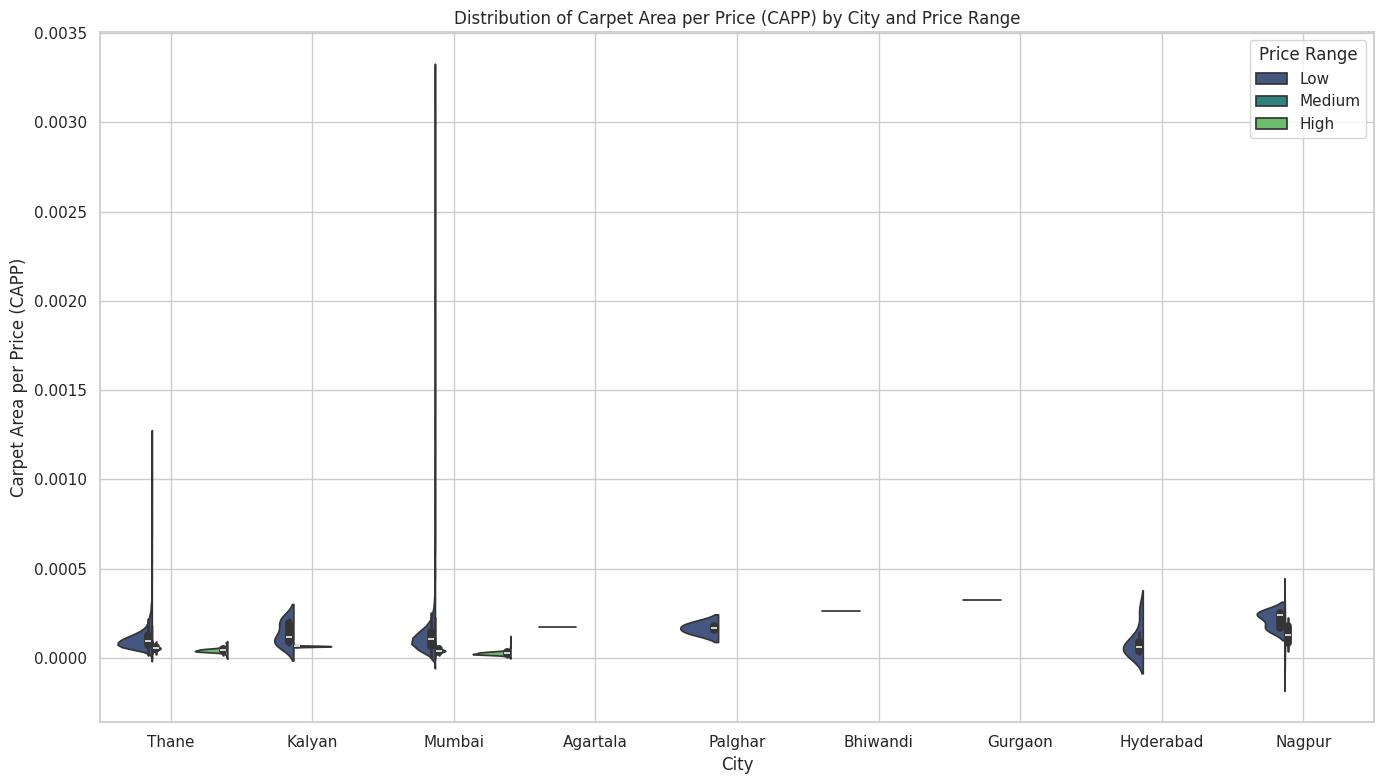 Distribution of Carpet Area per Price (CAPP) by City and Price Range
Price Range
Low
Medium
High
Carpet Area per Price (CAPP)
0.0035
0.0030
0.0025
0.0020
0.0015
0.0010
0.0005
0.0000
Thane Kalyan Mumbai Agartala Palghar Bhiwandi Gurgaon Hyderabad Nagpur
City